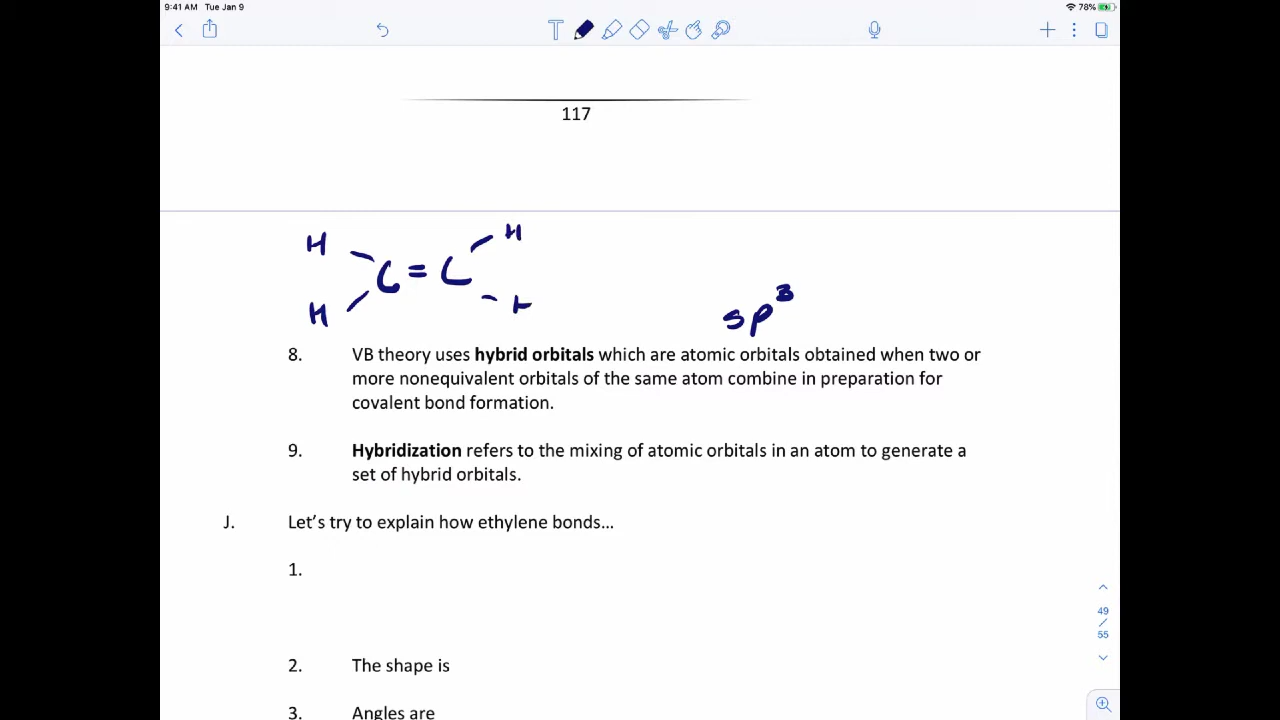 9:41 AM Tue Jan 9
78%
T
117
H H
C = C
H H
sp³
8. VB theory uses hybrid orbitals which are atomic orbitals obtained when two or
more nonequivalent orbitals of the same atom combine in preparation for
covalent bond formation.
9. Hybridization refers to the mixing of atomic orbitals in an atom to generate a
set of hybrid orbitals.
J. Let's try to explain how ethylene bonds...
1.
49
/
55
2. The shape is
3. Angles are